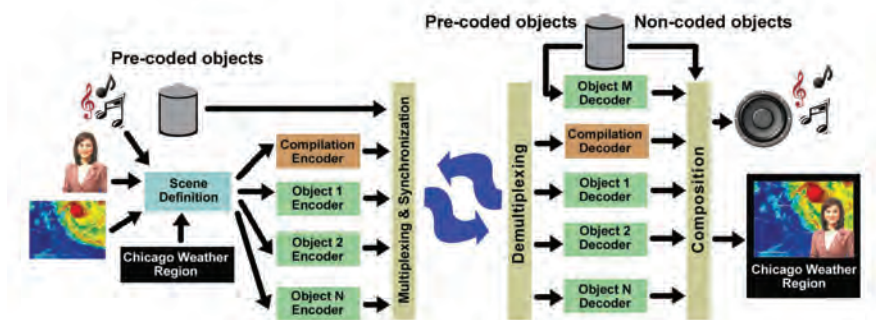 Pre-coded objects
Scene
Definition
Chicago Weather
Region
Compilation
Encoder
Object 1
Encoder
Object 2
Encoder
Object N
Encoder
Multiplexing & Synchronization
Pre-coded objects
Non-coded objects
Demultiplexing
Object M
Decoder
Compilation
Decoder
Object 1
Decoder
Object 2
Decoder
Object N
Decoder
Composition
Chicago Weather
Region